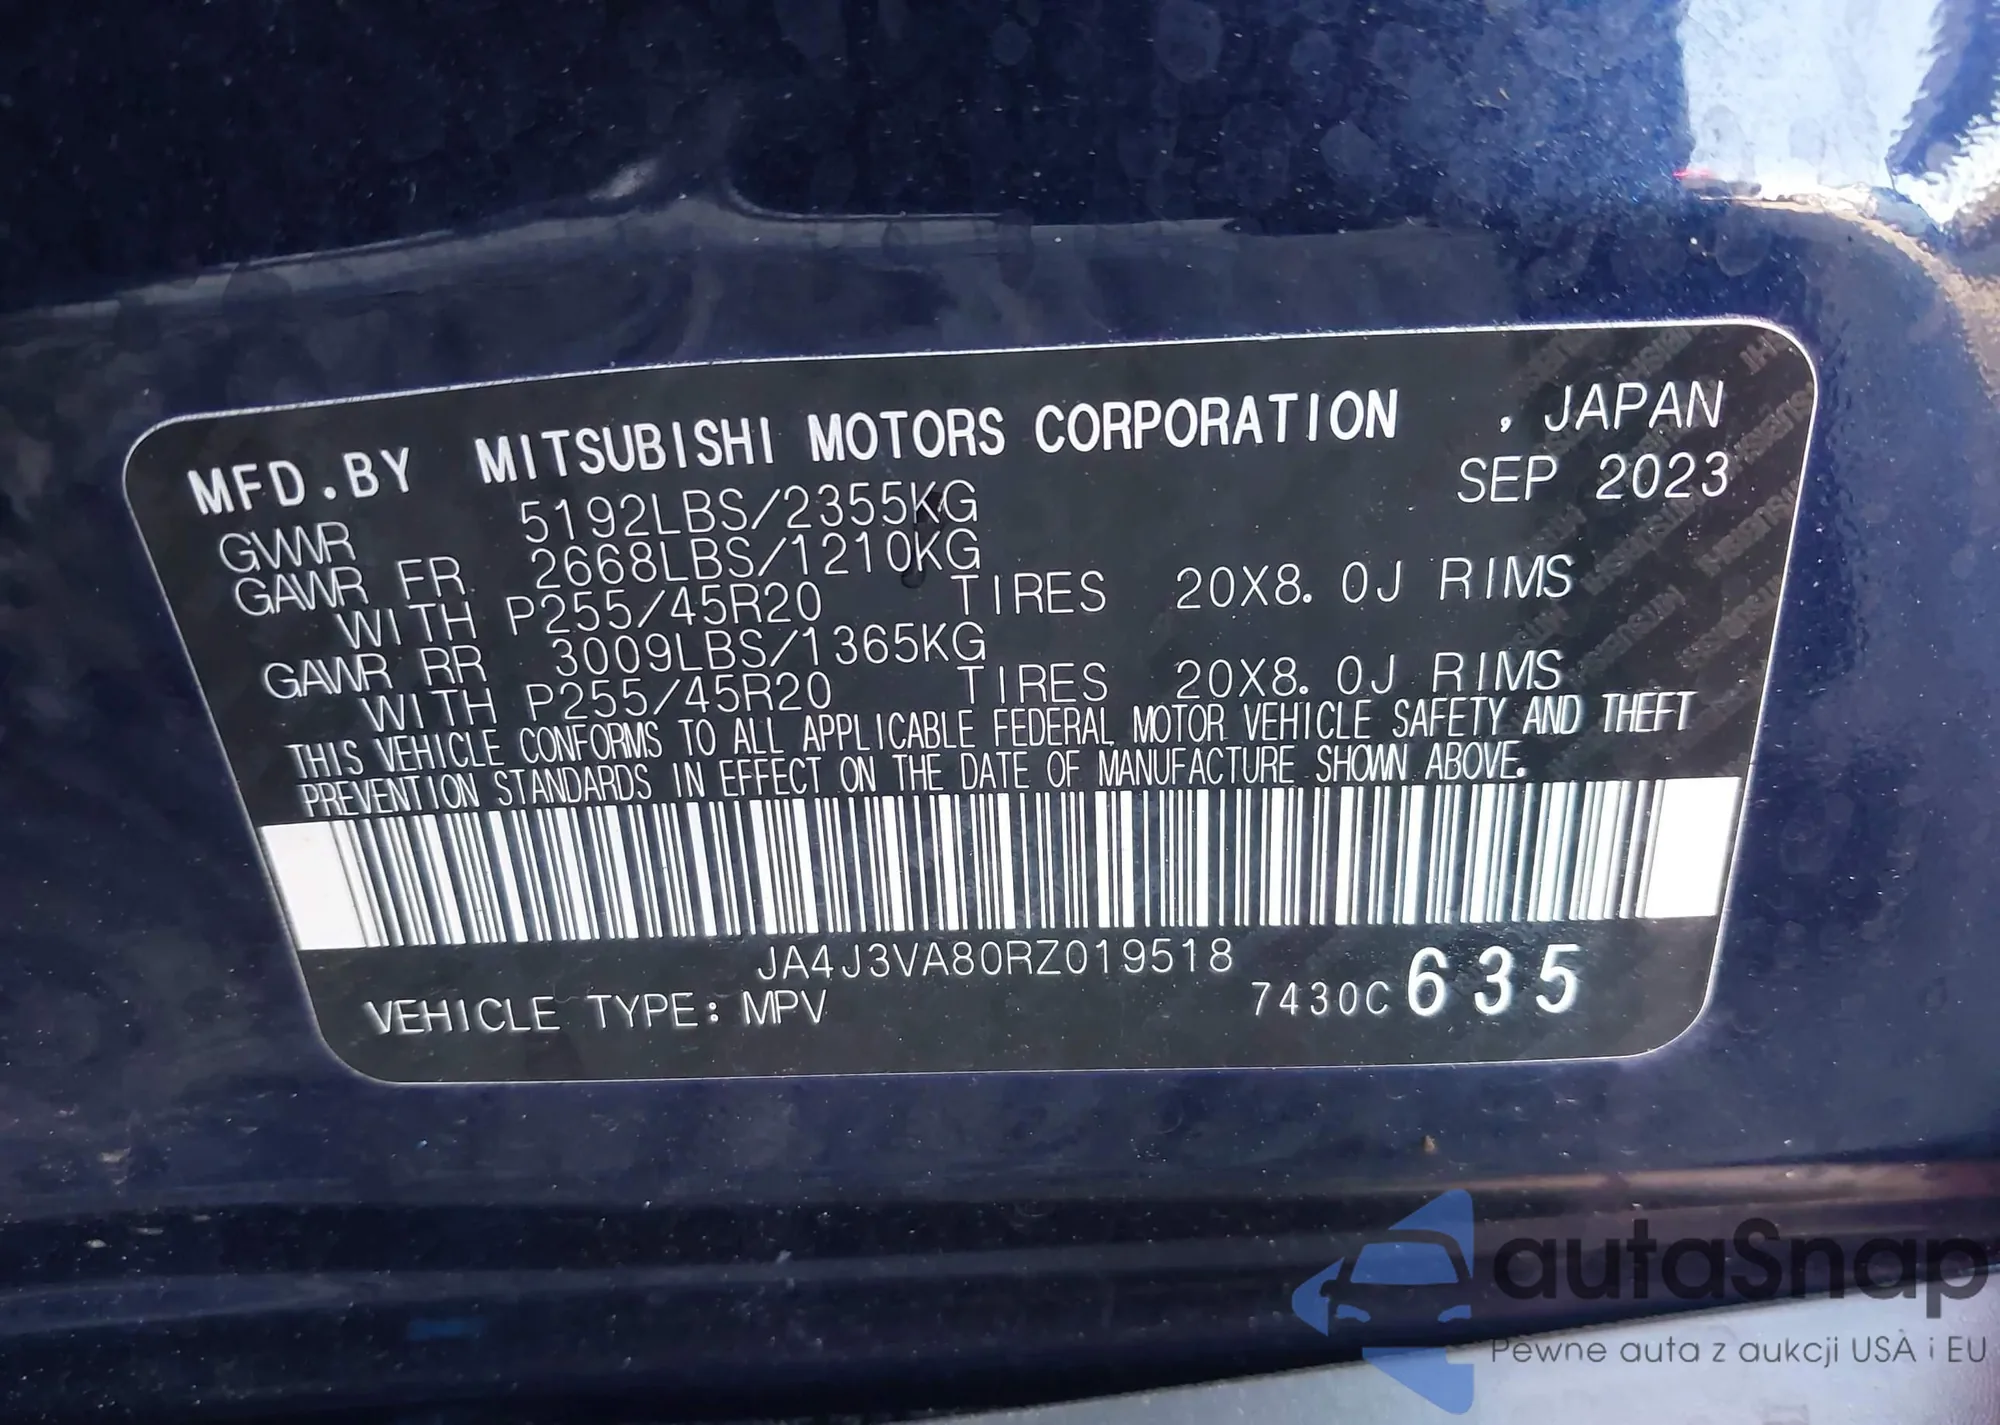 MFD.BY MITSUBISHI MOTORS CORPORATION , JAPAN
GVWR 5192LBS/2355KG SEP 2023
GAWR FR 2668LBS/1210KG
WITH P255/45R20 TIRES 20X8.0J RIMS
GAWR RR 3009LBS/1365KG
WITH P255/45R20 TIRES 20X8.0J RIMS
THIS VEHICLE CONFORMS TO ALL APPLICABLE FEDERAL MOTOR VEHICLE SAFETY AND THEFT
PREVENTION STANDARDS IN EFFECT ON THE DATE OF MANUFACTURE SHOWN ABOVE.
JA4J3VA80RZ019518
VEHICLE TYPE: MPV 7430C 635
autaSnap
Pewne auta z aukcji USA i EU